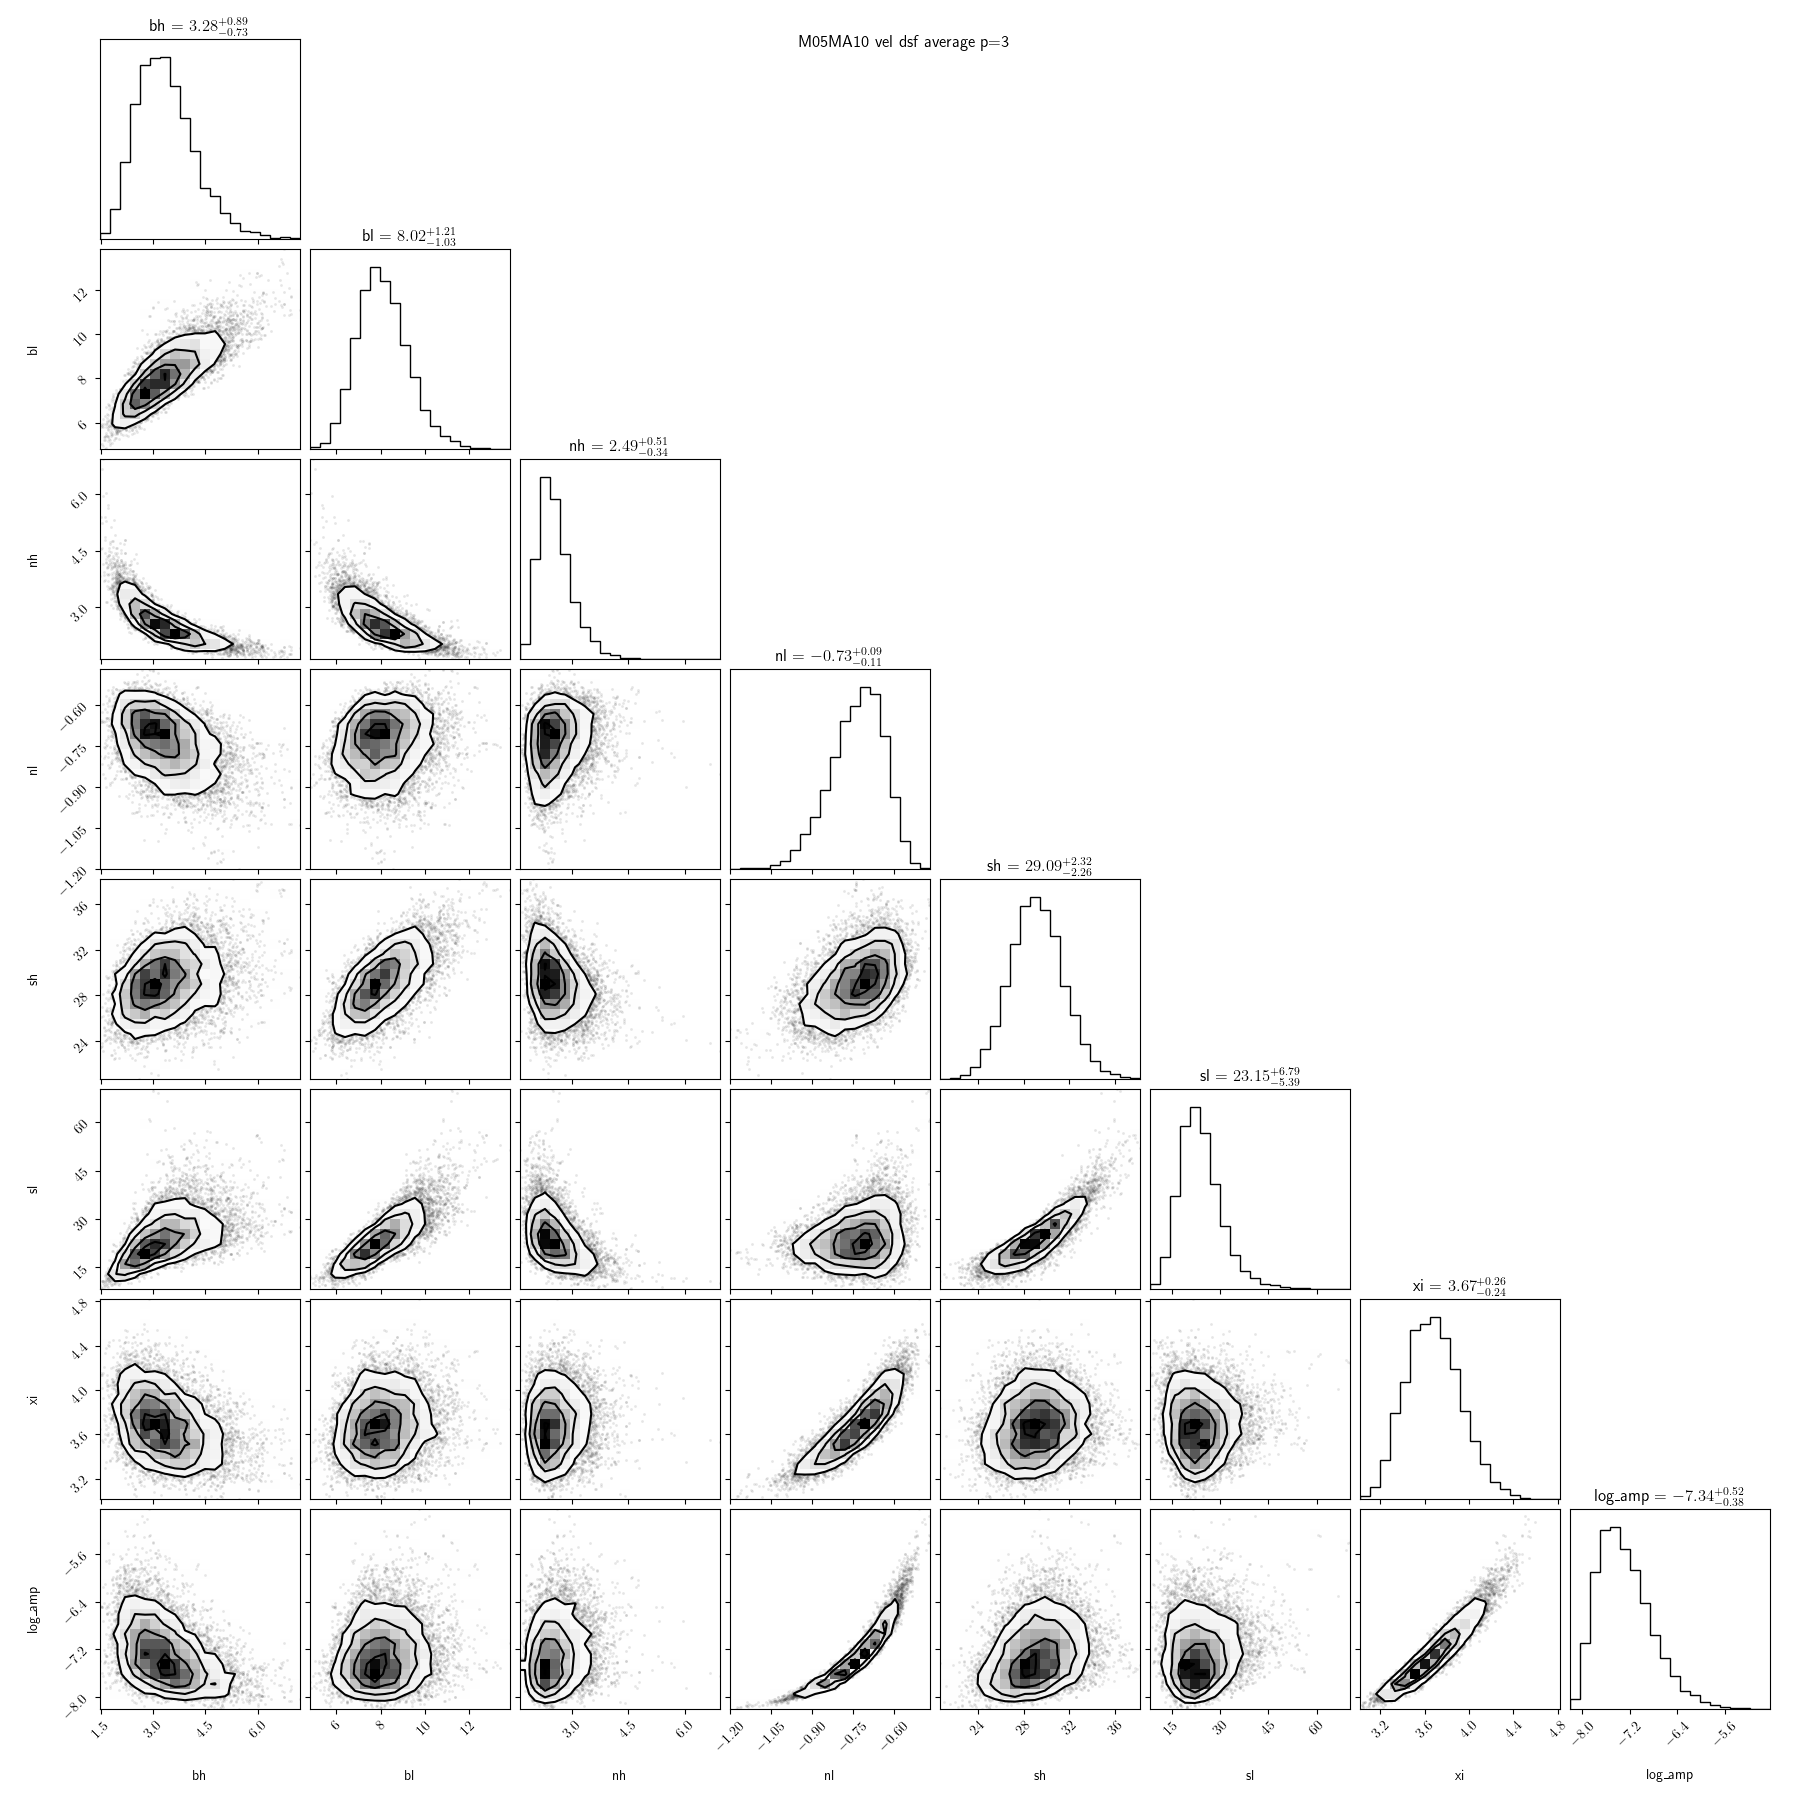 M05MA10 vel dsf average p=3
bh = 3.28^{+0.89}_{-0.73}
bl = 8.02^{+1.21}_{-1.03}
bl
12
10
8
6
nh = 2.49^{+0.51}_{-0.34}
nh
6.0
4.5
3.0
nl = −0.73^{+0.09}_{-0.11}
nl
−0.60
−0.75
−0.90
−1.05
−1.20
sh = 29.09^{+2.32}_{-2.26}
sh
36
32
28
24
sl = 23.15^{+6.79}_{-5.39}
sl
60
45
30
15
xi = 3.67^{+0.26}_{-0.24}
xi
4.8
4.4
4.0
3.6
3.2
log_amp = −7.34^{+0.52}_{-0.38}
log_amp
−5.6
−6.4
−7.2
−8.0
1.5 3.0 4.5 6.0 6 8 10 12 3.0 4.5 6.0 −1.20 −1.05 −0.90 −0.75 −0.60 24 28 32 36 15 30 45 60 3.2 3.6 4.0 4.4 4.8 −8.0 −7.2 −6.4 −5.6
bh bl nh nl sh sl xi log_amp